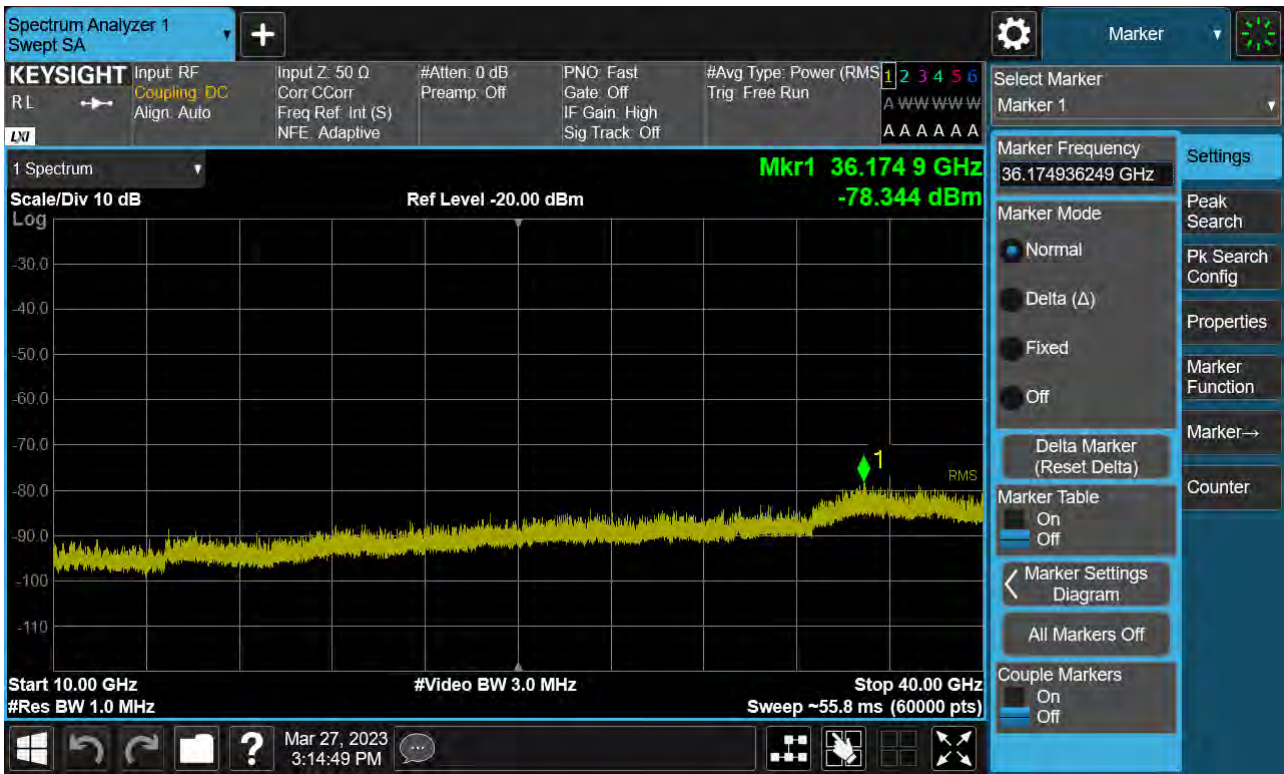 Spectrum Analyzer 1
Swept SA
Marker
KEYSIGHT
R L
LXI
Input: RF
Coupling: DC
Align: Auto
Input Z: 50 Ω
Corr CCorr
Freq Ref: Int (S)
NFE: Adaptive
#Atten: 0 dB
Preamp: Off
PNO: Fast
Gate: Off
IF Gain: High
Sig Track: Off
#Avg Type: Power (RMS
Trig: Free Run
1 2 3 4 5 6
A W W W W W
A A A A A A
Select Marker
Marker 1
1 Spectrum
Scale/Div 10 dB
Log
Ref Level -20.00 dBm
Mkr1 36.174 9 GHz
-78.344 dBm
-30.0
-40.0
-50.0
-60.0
-70.0
-80.0
-90.0
-100
-110
1
RMS
Start 10.00 GHz
#Res BW 1.0 MHz
#Video BW 3.0 MHz
Stop 40.00 GHz
Sweep ~55.8 ms (60000 pts)
Marker Frequency
36.174936249 GHz
Marker Mode
Normal
Delta (Δ)
Fixed
Off
Delta Marker
(Reset Delta)
Marker Table
On
Off
Marker Settings
Diagram
All Markers Off
Couple Markers
On
Off
Settings
Peak
Search
Pk Search
Config
Properties
Marker
Function
Marker→
Counter
?
Mar 27, 2023
3:14:49 PM